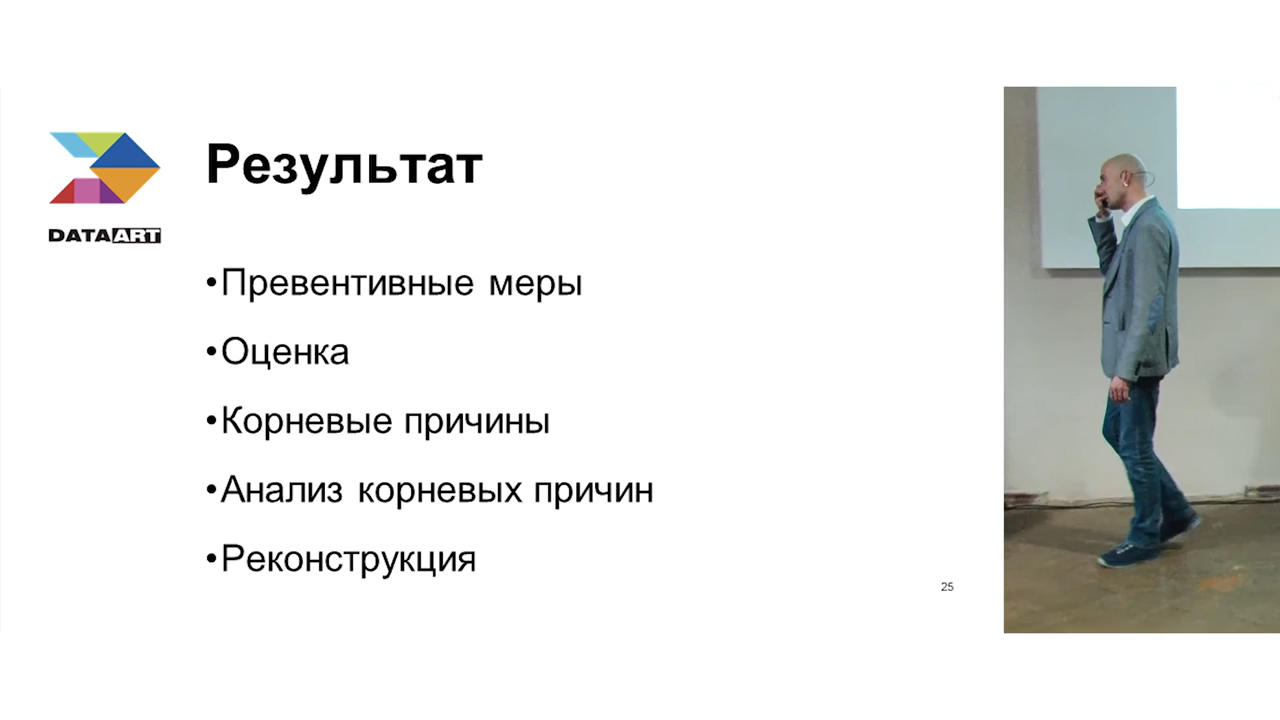 DATAART
Результат
•Превентивные меры
•Оценка
•Корневые причины
•Анализ корневых причин
•Реконструкция
25